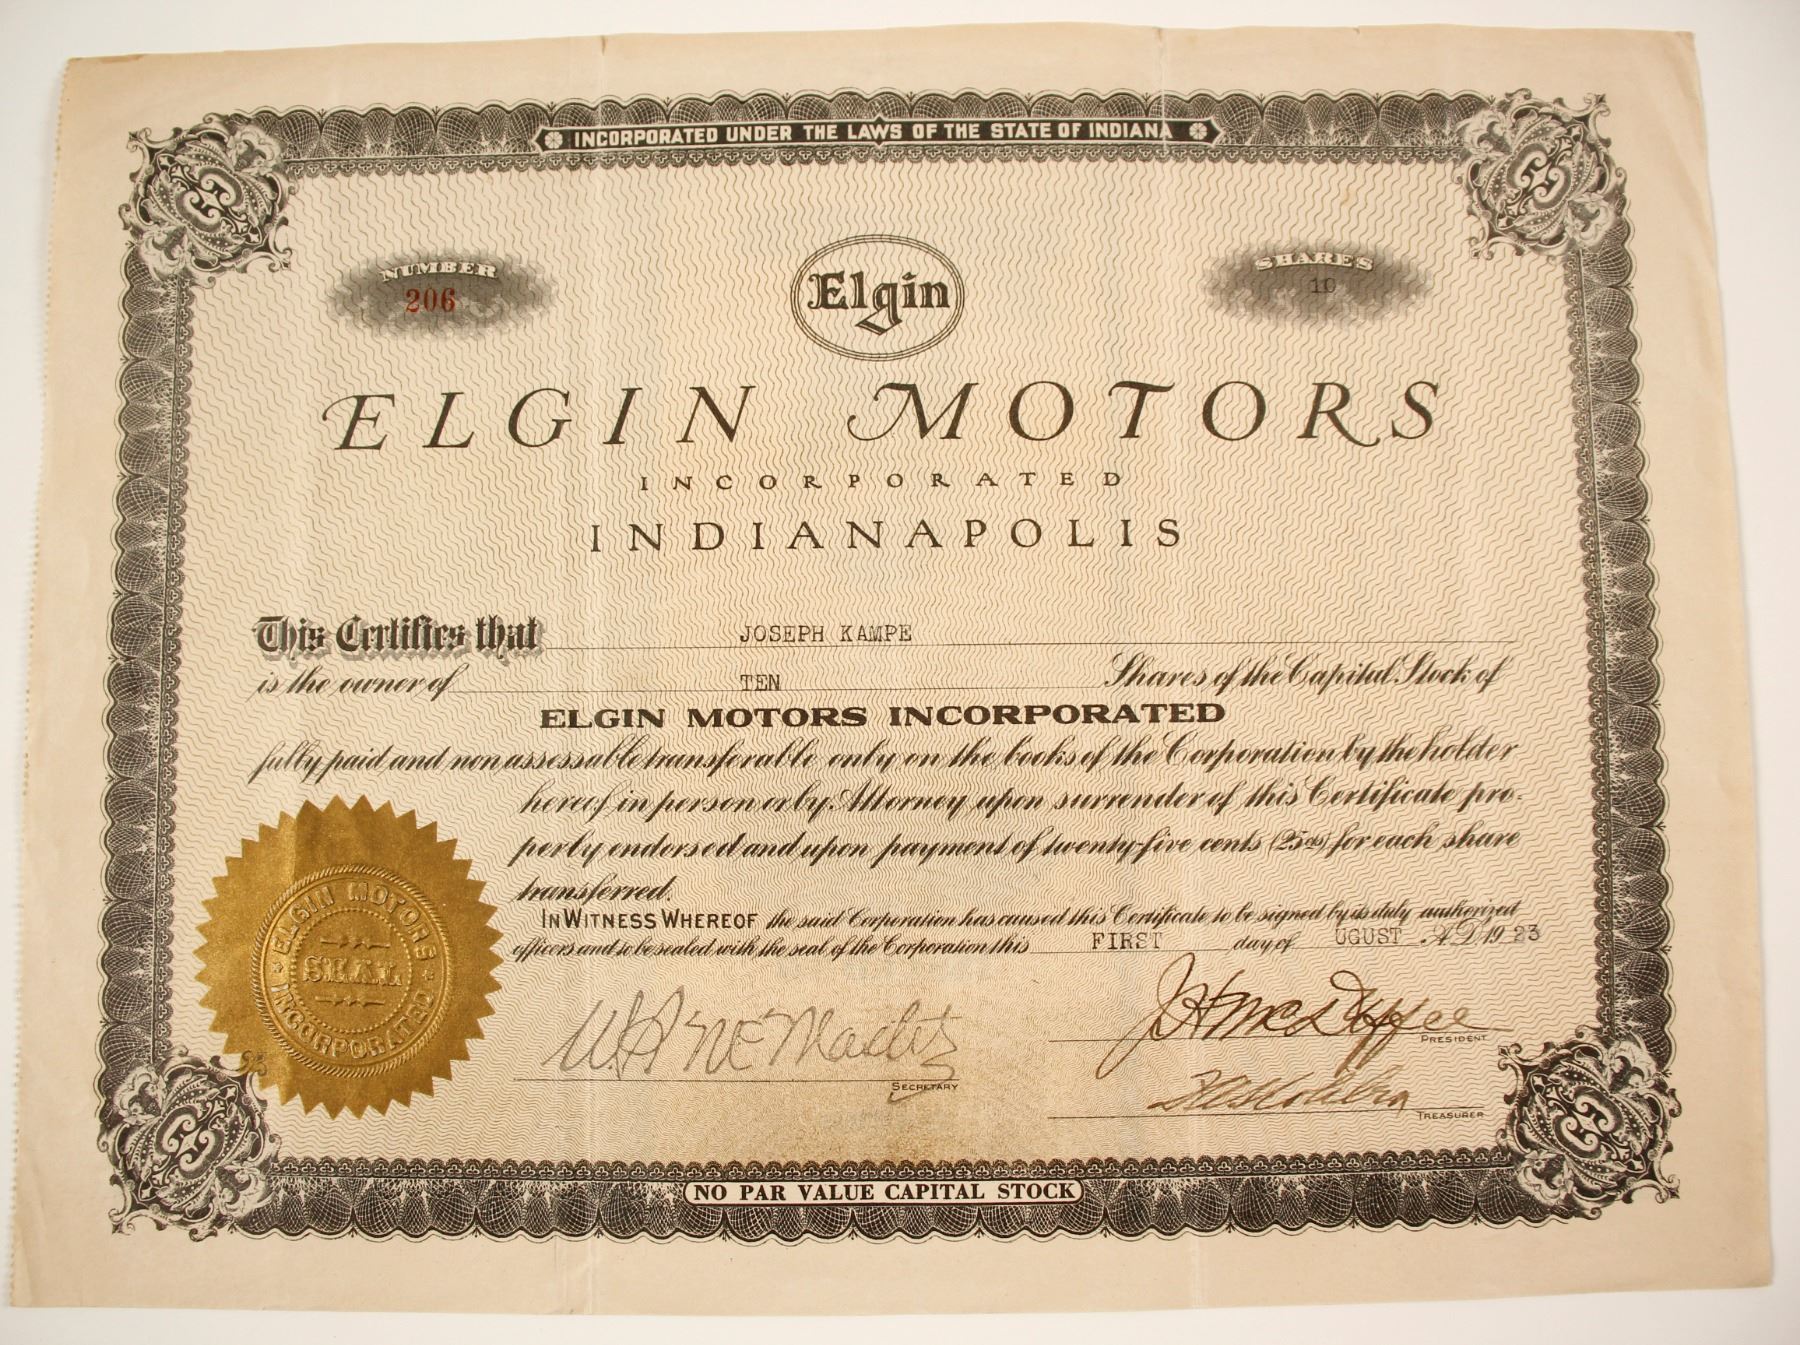 INCORPORATED UNDER THE LAWS OF THE STATE OF INDIANA
NUMBER
206
Elgin
SHARES
10
ELGIN MOTORS
INCORPORATED
INDIANAPOLIS
This Certifies that JOSEPH KAMPE
is the owner of TEN Shares of the Capital Stock of
ELGIN MOTORS INCORPORATED
fully paid and non assessable transferable only on the books of the Corporation by the holder
hereof in person or by Attorney upon surrender of this Certificate pro-
perly endorsed and upon payment of twenty-five cents (25cts) for each share
transferred.
IN WITNESS WHEREOF the said Corporation has caused this Certificate to be signed by its duly authorized
officers and to be sealed with the seal of the Corporation this FIRST day of UGUST A.D. 19 23
ELGIN MOTORS
SEAL
INCORPORATED
PRESIDENT
SECRETARY
TREASURER
NO PAR VALUE CAPITAL STOCK